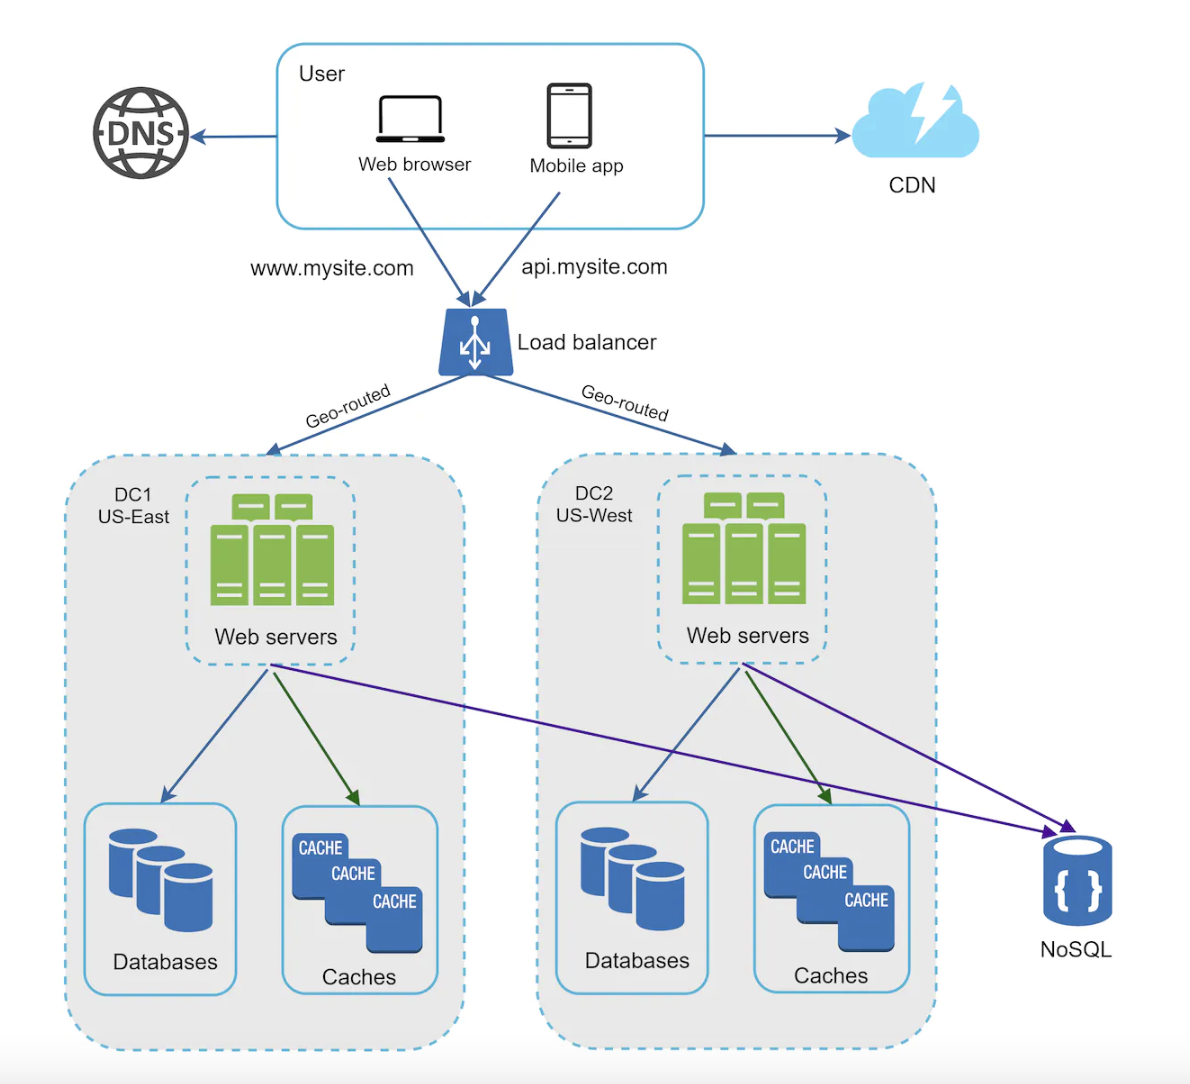 User
DNS
Web browser
Mobile app
CDN
www.mysite.com
api.mysite.com
Load balancer
Geo-routed
Geo-routed
DC1
US-East
Web servers
DC2
US-West
Web servers
CACHE
CACHE
CACHE
Databases
Caches
CACHE
CACHE
CACHE
Databases
Caches
{ }
NoSQL